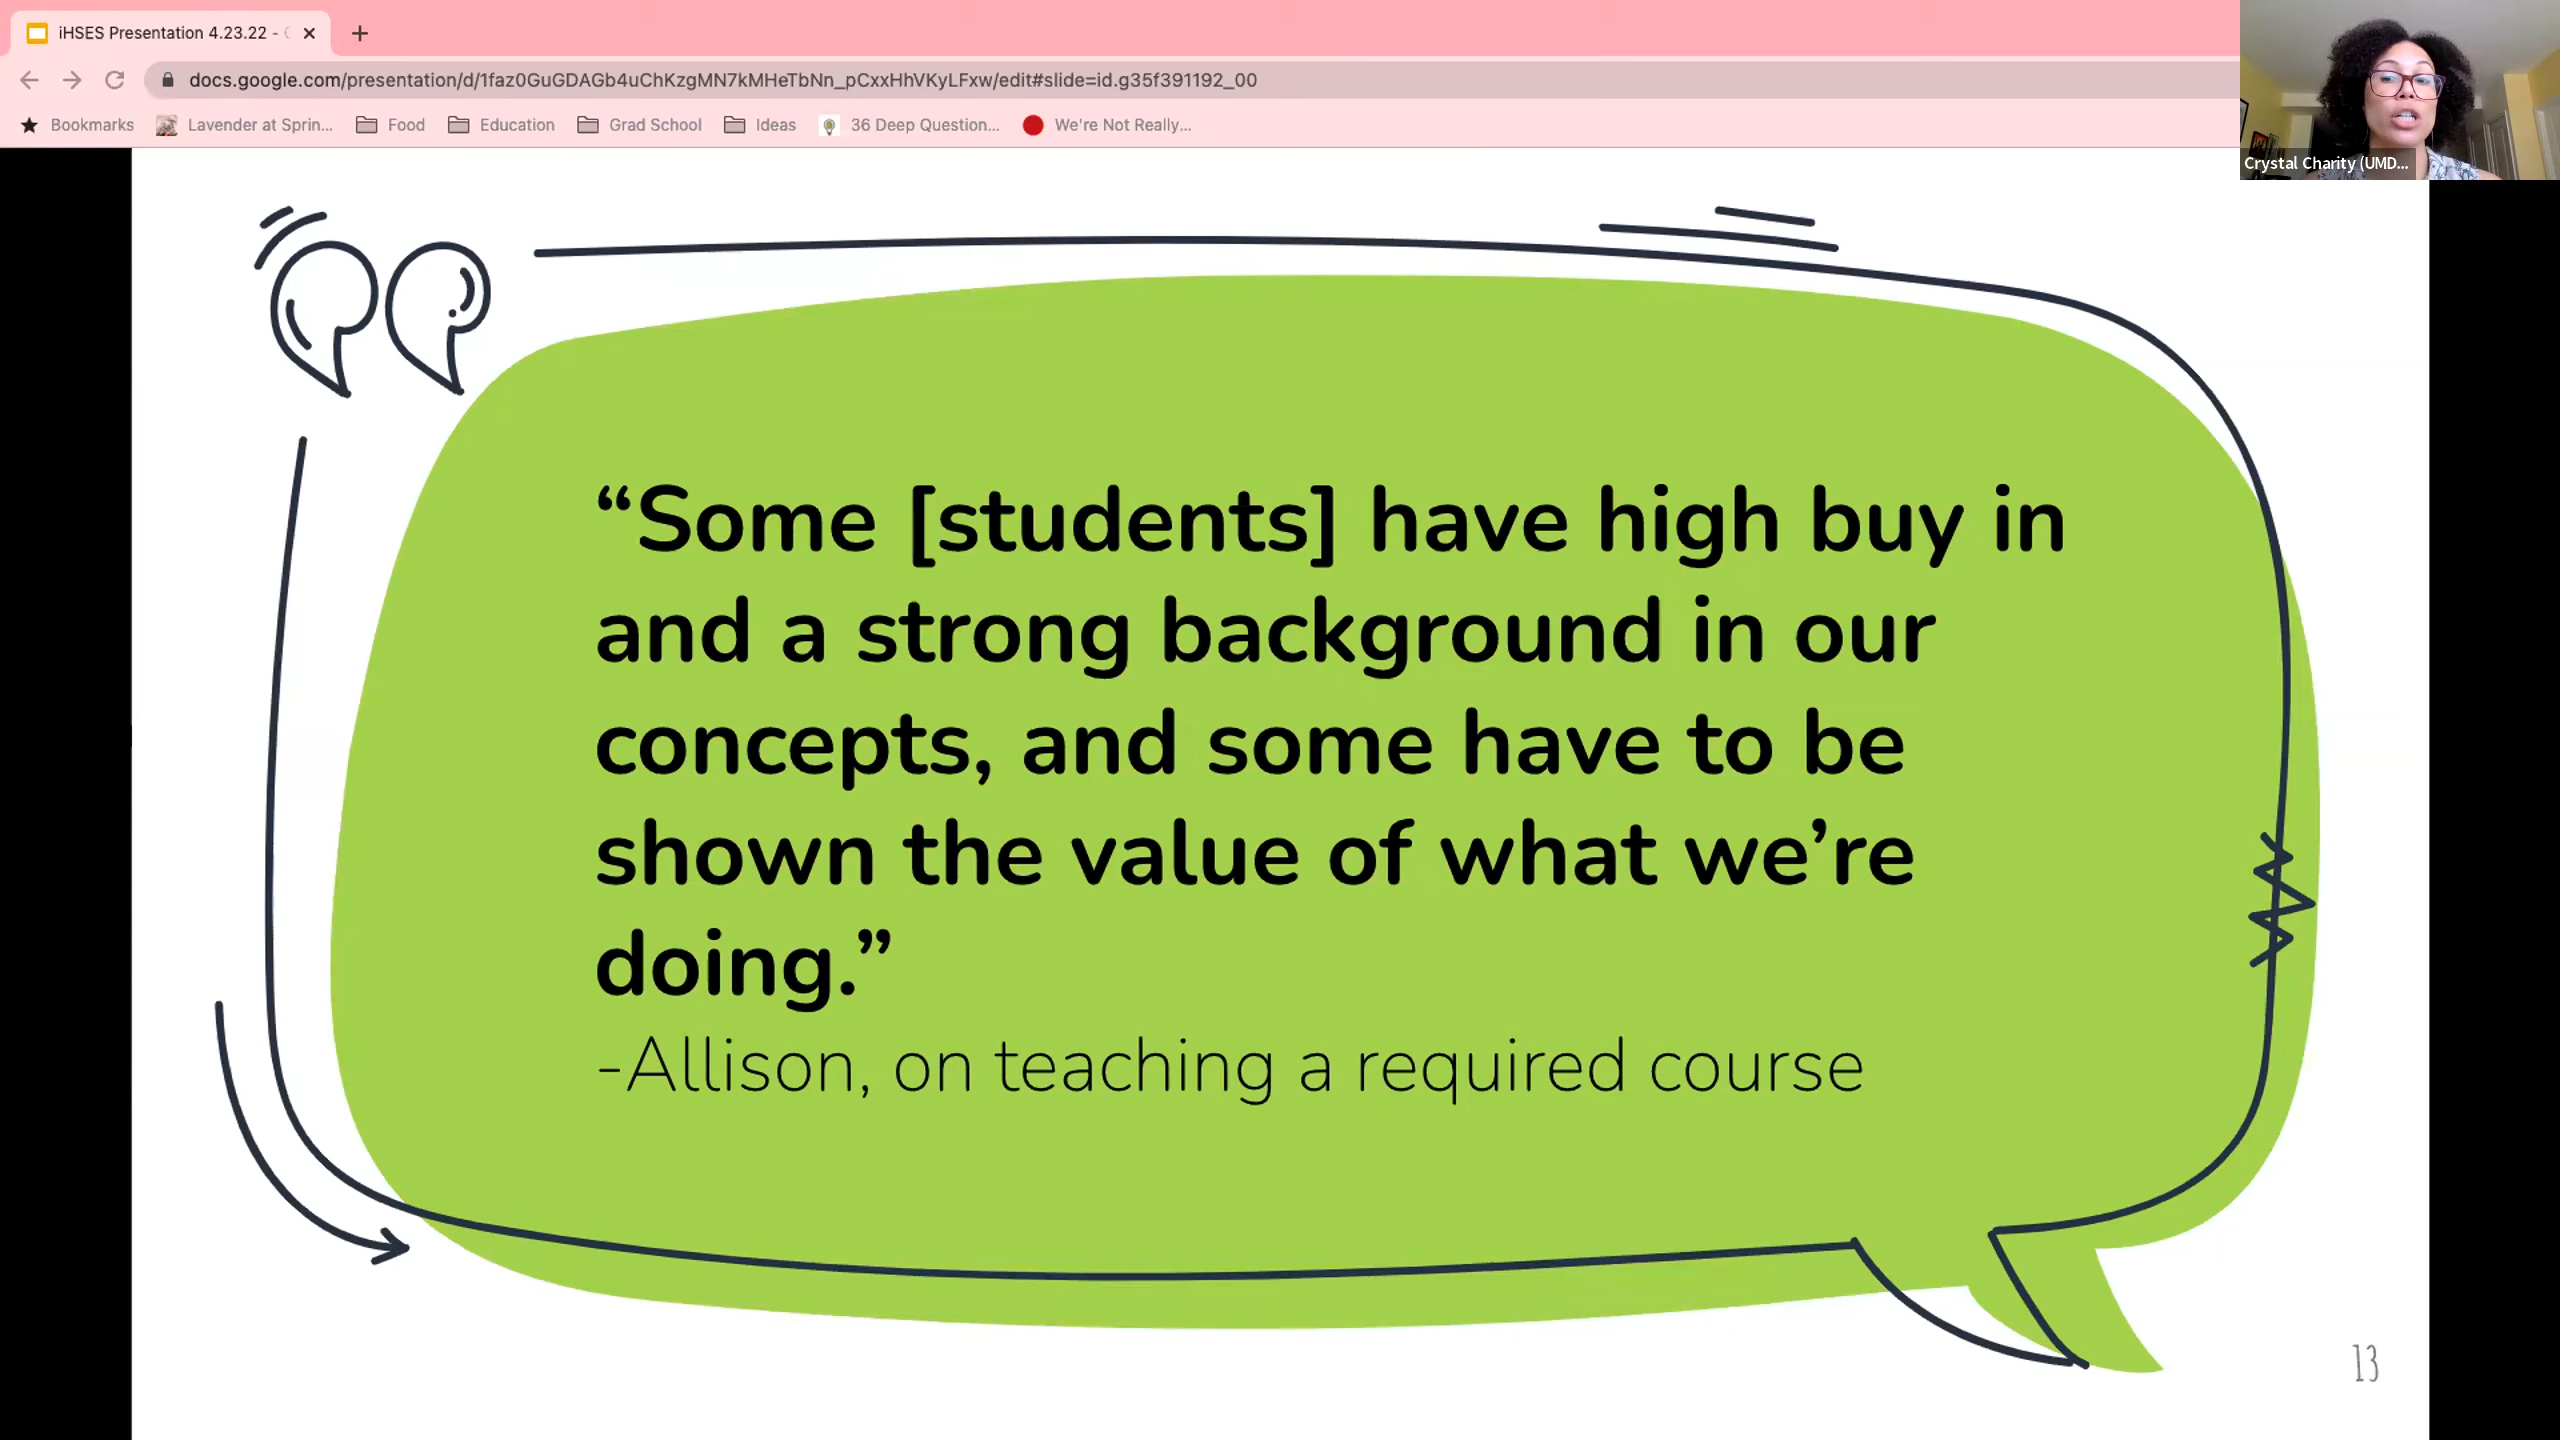 iHSES Presentation 4.23.22 -
docs.google.com/presentation/d/1faz0GuGDAGb4uChKzgMN7kMHeTbNn_pCxxHhVKyLFxw/edit#slide=id.g35f391192_00
Bookmarks
Lavender at Sprin...
Food
Education
Grad School
Ideas
36 Deep Question...
We're Not Really...
Crystal Charity (UMD...
“Some [students] have high buy in
and a strong background in our
concepts, and some have to be
shown the value of what we’re
doing.”
-Allison, on teaching a required course
13